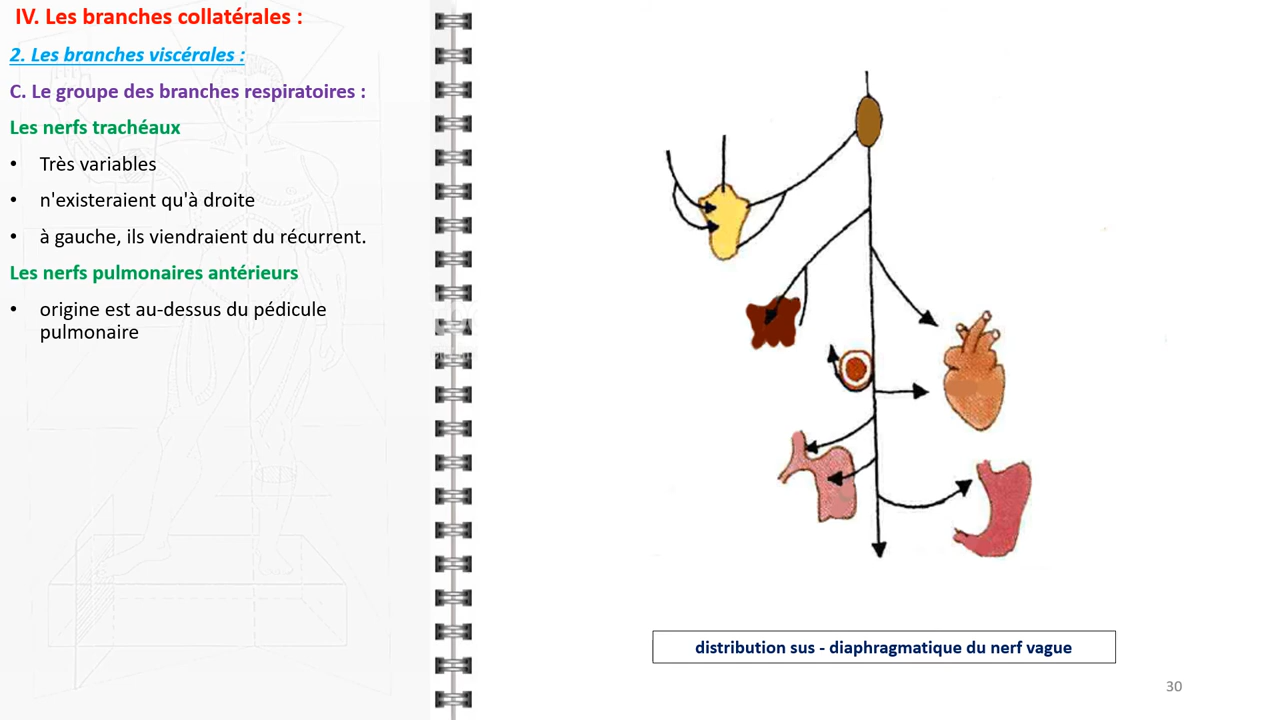 IV. Les branches collatérales :
2. Les branches viscérales :
C. Le groupe des branches respiratoires :
Les nerfs trachéaux
• Très variables
• n'existeraient qu'à droite
• à gauche, ils viendraient du récurrent.
Les nerfs pulmonaires antérieurs
• origine est au-dessus du pédicule
pulmonaire
distribution sus - diaphragmatique du nerf vague
30